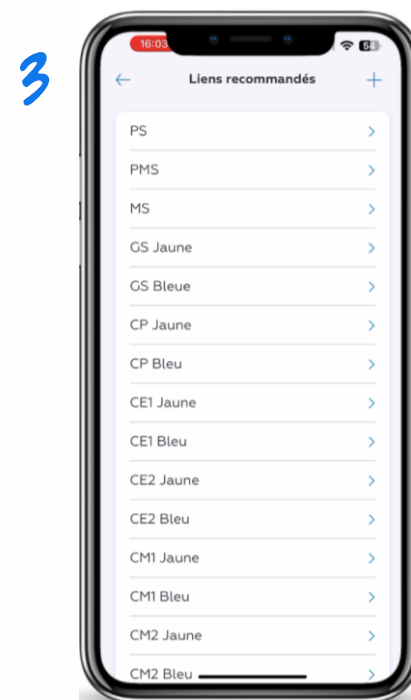 3
16:03
Liens recommandés
PS
PMS
MS
GS Jaune
GS Bleue
CP Jaune
CP Bleu
CE1 Jaune
CE1 Bleu
CE2 Jaune
CE2 Bleu
CM1 Jaune
CM1 Bleu
CM2 Jaune
CM2 Bleu